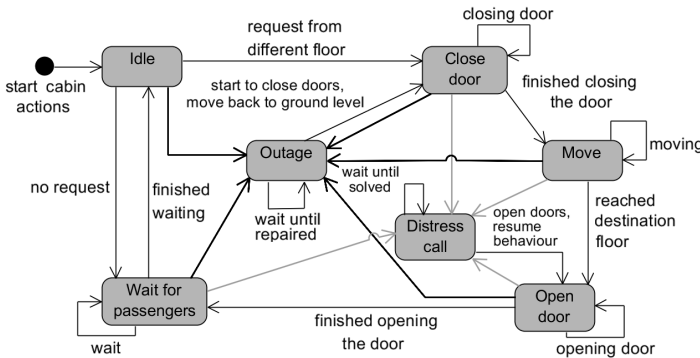 closing door
request from
different floor
Idle
Close
door
start cabin
actions
start to close doors,
move back to ground level
finished closing
the door
Outage
Move
moving
wait until
solved
no request
finished
waiting
wait until
repaired
Distress
call
open doors,
resume
behaviour
reached
destination
floor
Wait for
passengers
Open
door
finished opening
the door
wait
opening door